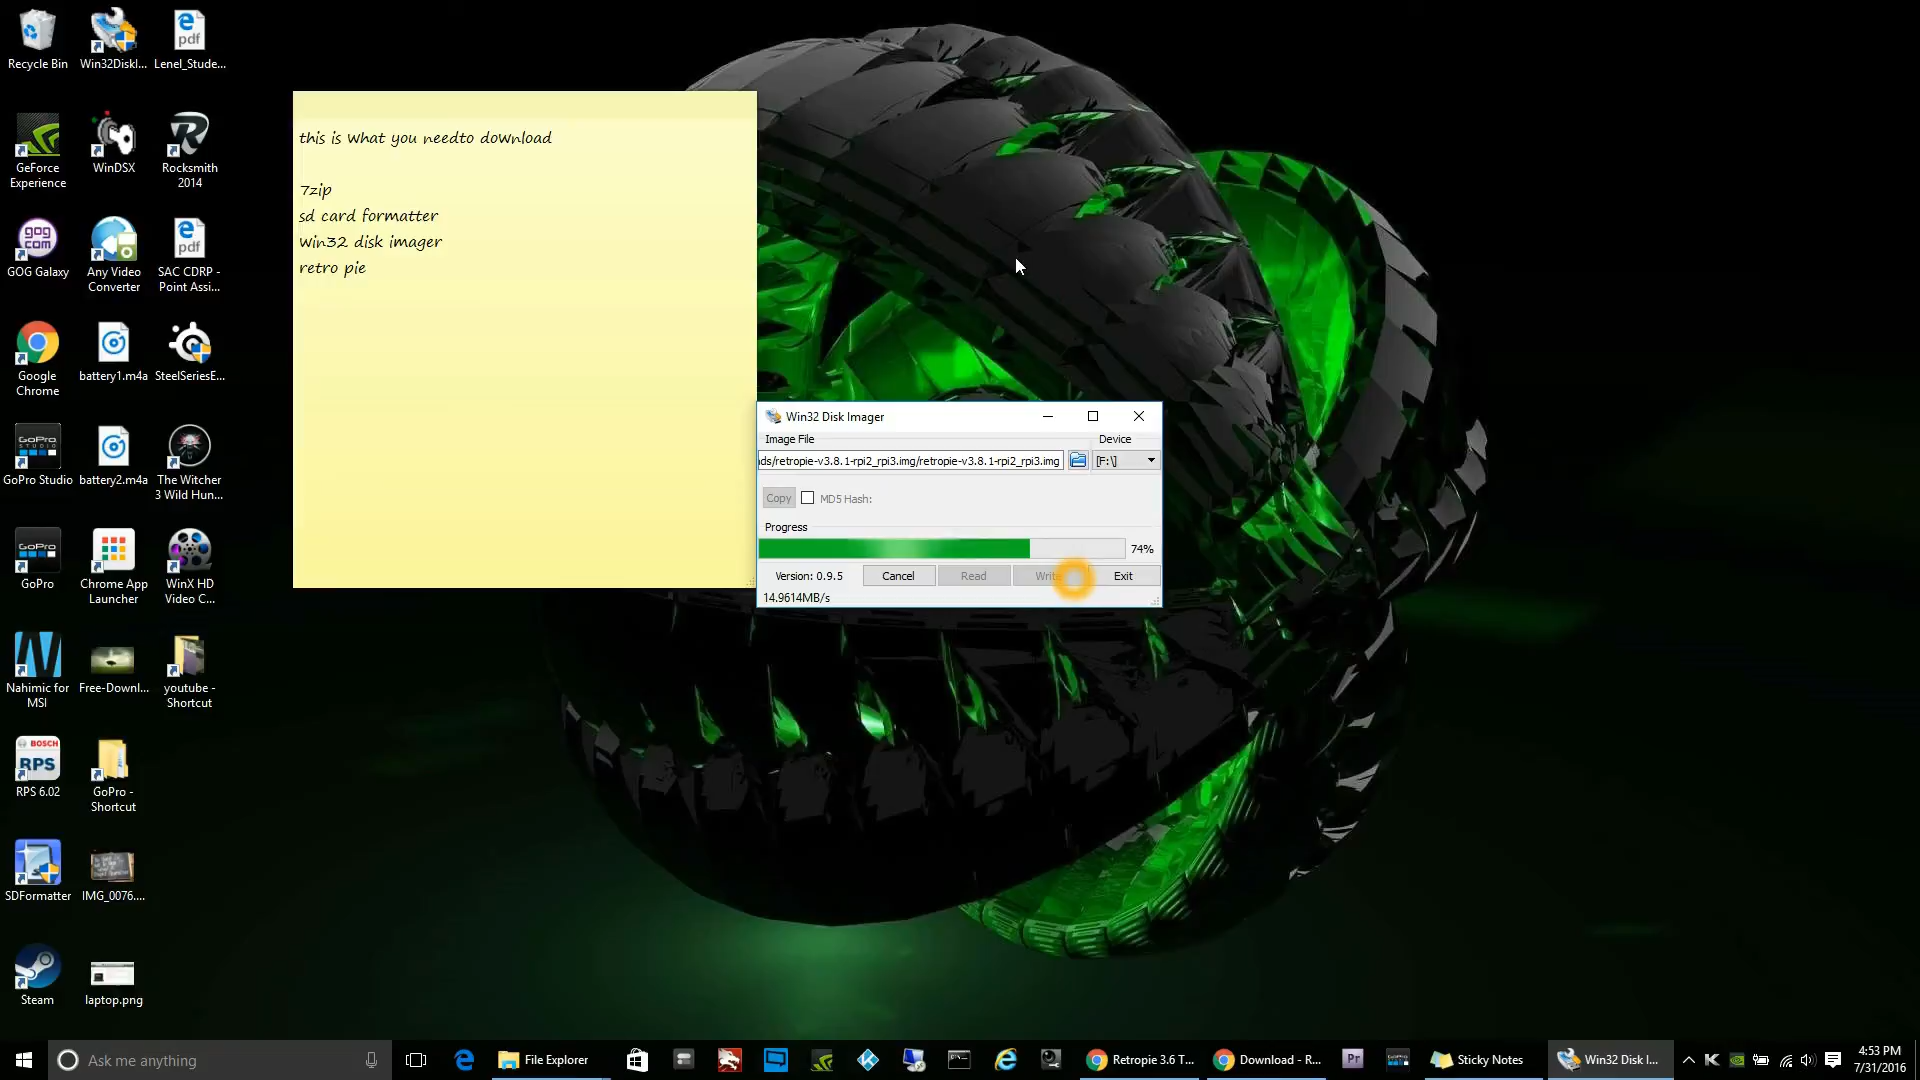 Recycle Bin
Win32DiskI...
Lenel_Stude...
GeForce
Experience
WinDSX
Rocksmith
2014
GOG Galaxy
Any Video
Converter
SAC CDRP -
Point Assi...
Google
Chrome
battery1.m4a
SteelSeriesE...
GoPro Studio
battery2.m4a
The Witcher
3 Wild Hun...
GoPro
Chrome App
Launcher
WinX HD
Video C...
Nahimic for
MSI
Free-Downl...
youtube -
Shortcut
RPS 6.02
GoPro -
Shortcut
SDFormatter
IMG_0076....
Steam
laptop.png
this is what you needto download
7zip
sd card formatter
win32 disk imager
retro pie
Win32 Disk Imager
Image File
Device
ds/retropie-v3.8.1-rpi2_rpi3.img/retropie-v3.8.1-rpi2_rpi3.img
[F:\]
Copy
MD5 Hash:
Progress
74%
Version: 0.9.5
Cancel
Read
Write
Exit
14.9614MB/s
Ask me anything
File Explorer
Retropie 3.6 T...
Download - R...
Sticky Notes
Win32 Disk I...
4:53 PM
7/31/2016